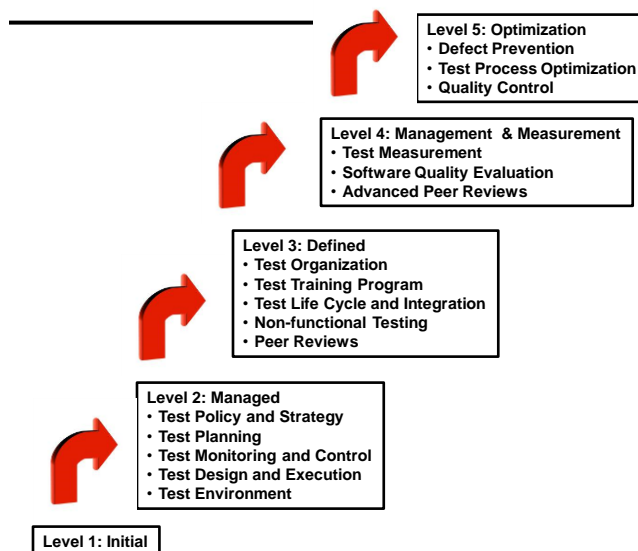 Level 5: Optimization
• Defect Prevention
• Test Process Optimization
• Quality Control
Level 4: Management & Measurement
• Test Measurement
• Software Quality Evaluation
• Advanced Peer Reviews
Level 3: Defined
• Test Organization
• Test Training Program
• Test Life Cycle and Integration
• Non-functional Testing
• Peer Reviews
Level 2: Managed
• Test Policy and Strategy
• Test Planning
• Test Monitoring and Control
• Test Design and Execution
• Test Environment
Level 1: Initial